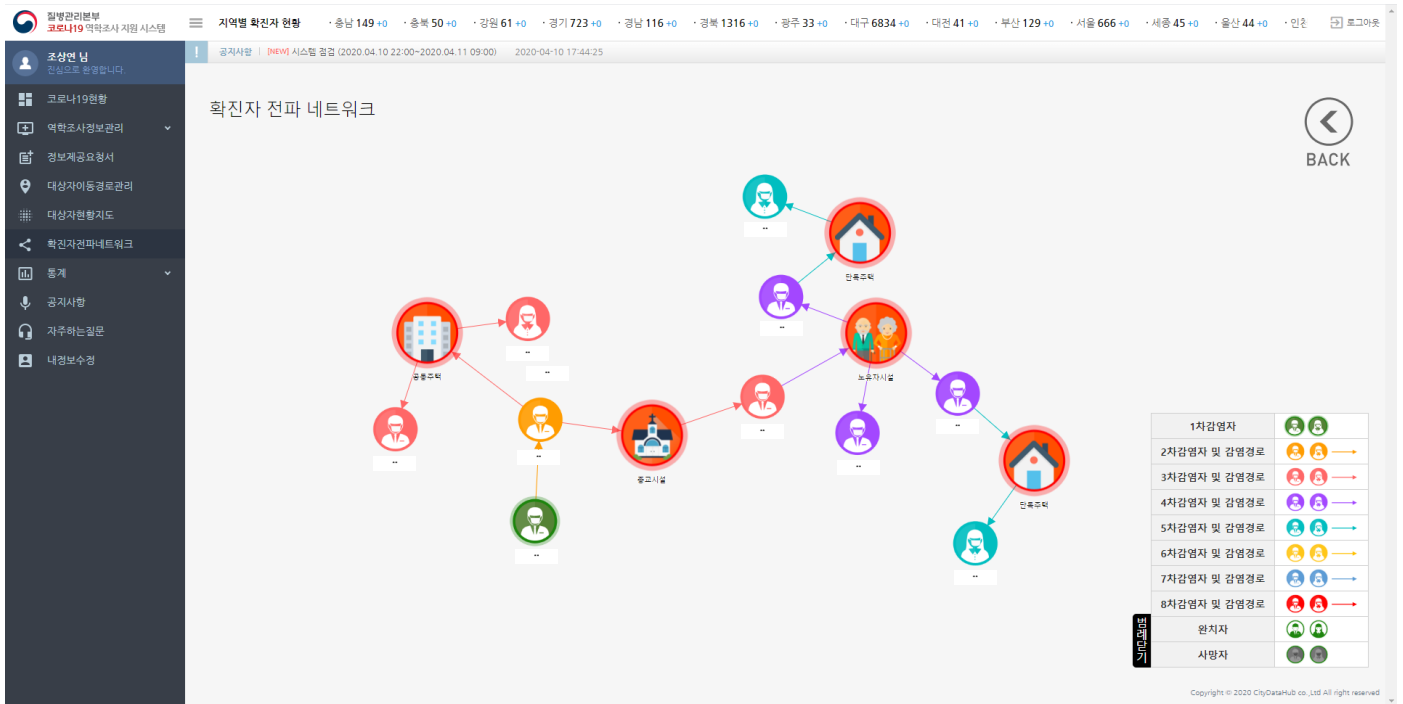 질병관리본부
코로나19 역학조사 지원 시스템
지역별 확진자 현황
· 충남 149 +0 · 충북 50 +0 · 강원 61 +0 · 경기 723 +0 · 경남 116 +0 · 경북 1316 +0 · 광주 33 +0 · 대구 6834 +0 · 대전 41 +0 · 부산 129 +0 · 서울 666 +0 · 세종 45 +0 · 울산 44 +0 · 인천
로그아웃
조상연 님
진심으로 환영합니다.
! 공지사항 | [NEW] 시스템 점검 (2020.04.10 22:00~2020.04.11 09:00) 2020-04-10 17:44:25
코로나19현황
역학조사정보관리
정보제공요청서
대상자이동경로관리
대상자현황지도
확진자전파네트워크
통계
공지사항
자주하는질문
내정보수정
확진자 전파 네트워크
BACK
**
단독주택
**
공동주택
**
**
노유자시설
**
**
**
**
**
**
종교시설
단독주택
**
**
1차감염자
2차감염자 및 감염경로
3차감염자 및 감염경로
4차감염자 및 감염경로
5차감염자 및 감염경로
6차감염자 및 감염경로
7차감염자 및 감염경로
8차감염자 및 감염경로
완치자
사망자
범례닫기
Copyright © 2020 CityDataHub co.,Ltd All right reserved